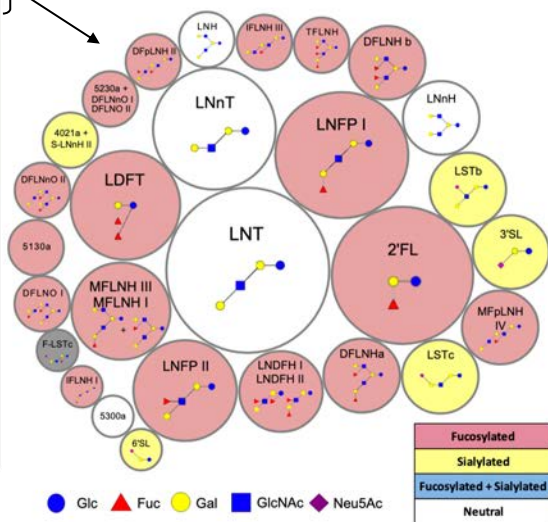 LNH
IFLNH III
TFLNH
DFpLNH II
DFLNH b
5230a +
DFLNnO I
DFLNO II
LNnT
LNFP I
LNnH
4021a +
S-LNnH II
LSTb
DFLNnO II
LDFT
LNT
2'FL
3'SL
5130a
DFLNO I
MFLNH III
MFLNH I
+
MFpLNH
IV
F-LSTc
LNFP II
LNDFH I
LNDFH II
DFLNHa
LSTc
IFLNH I
5300a
6'SL
Fucosylated
Sialylated
Fucosylated + Sialylated
Neutral
Glc Fuc Gal GlcNAc Neu5Ac